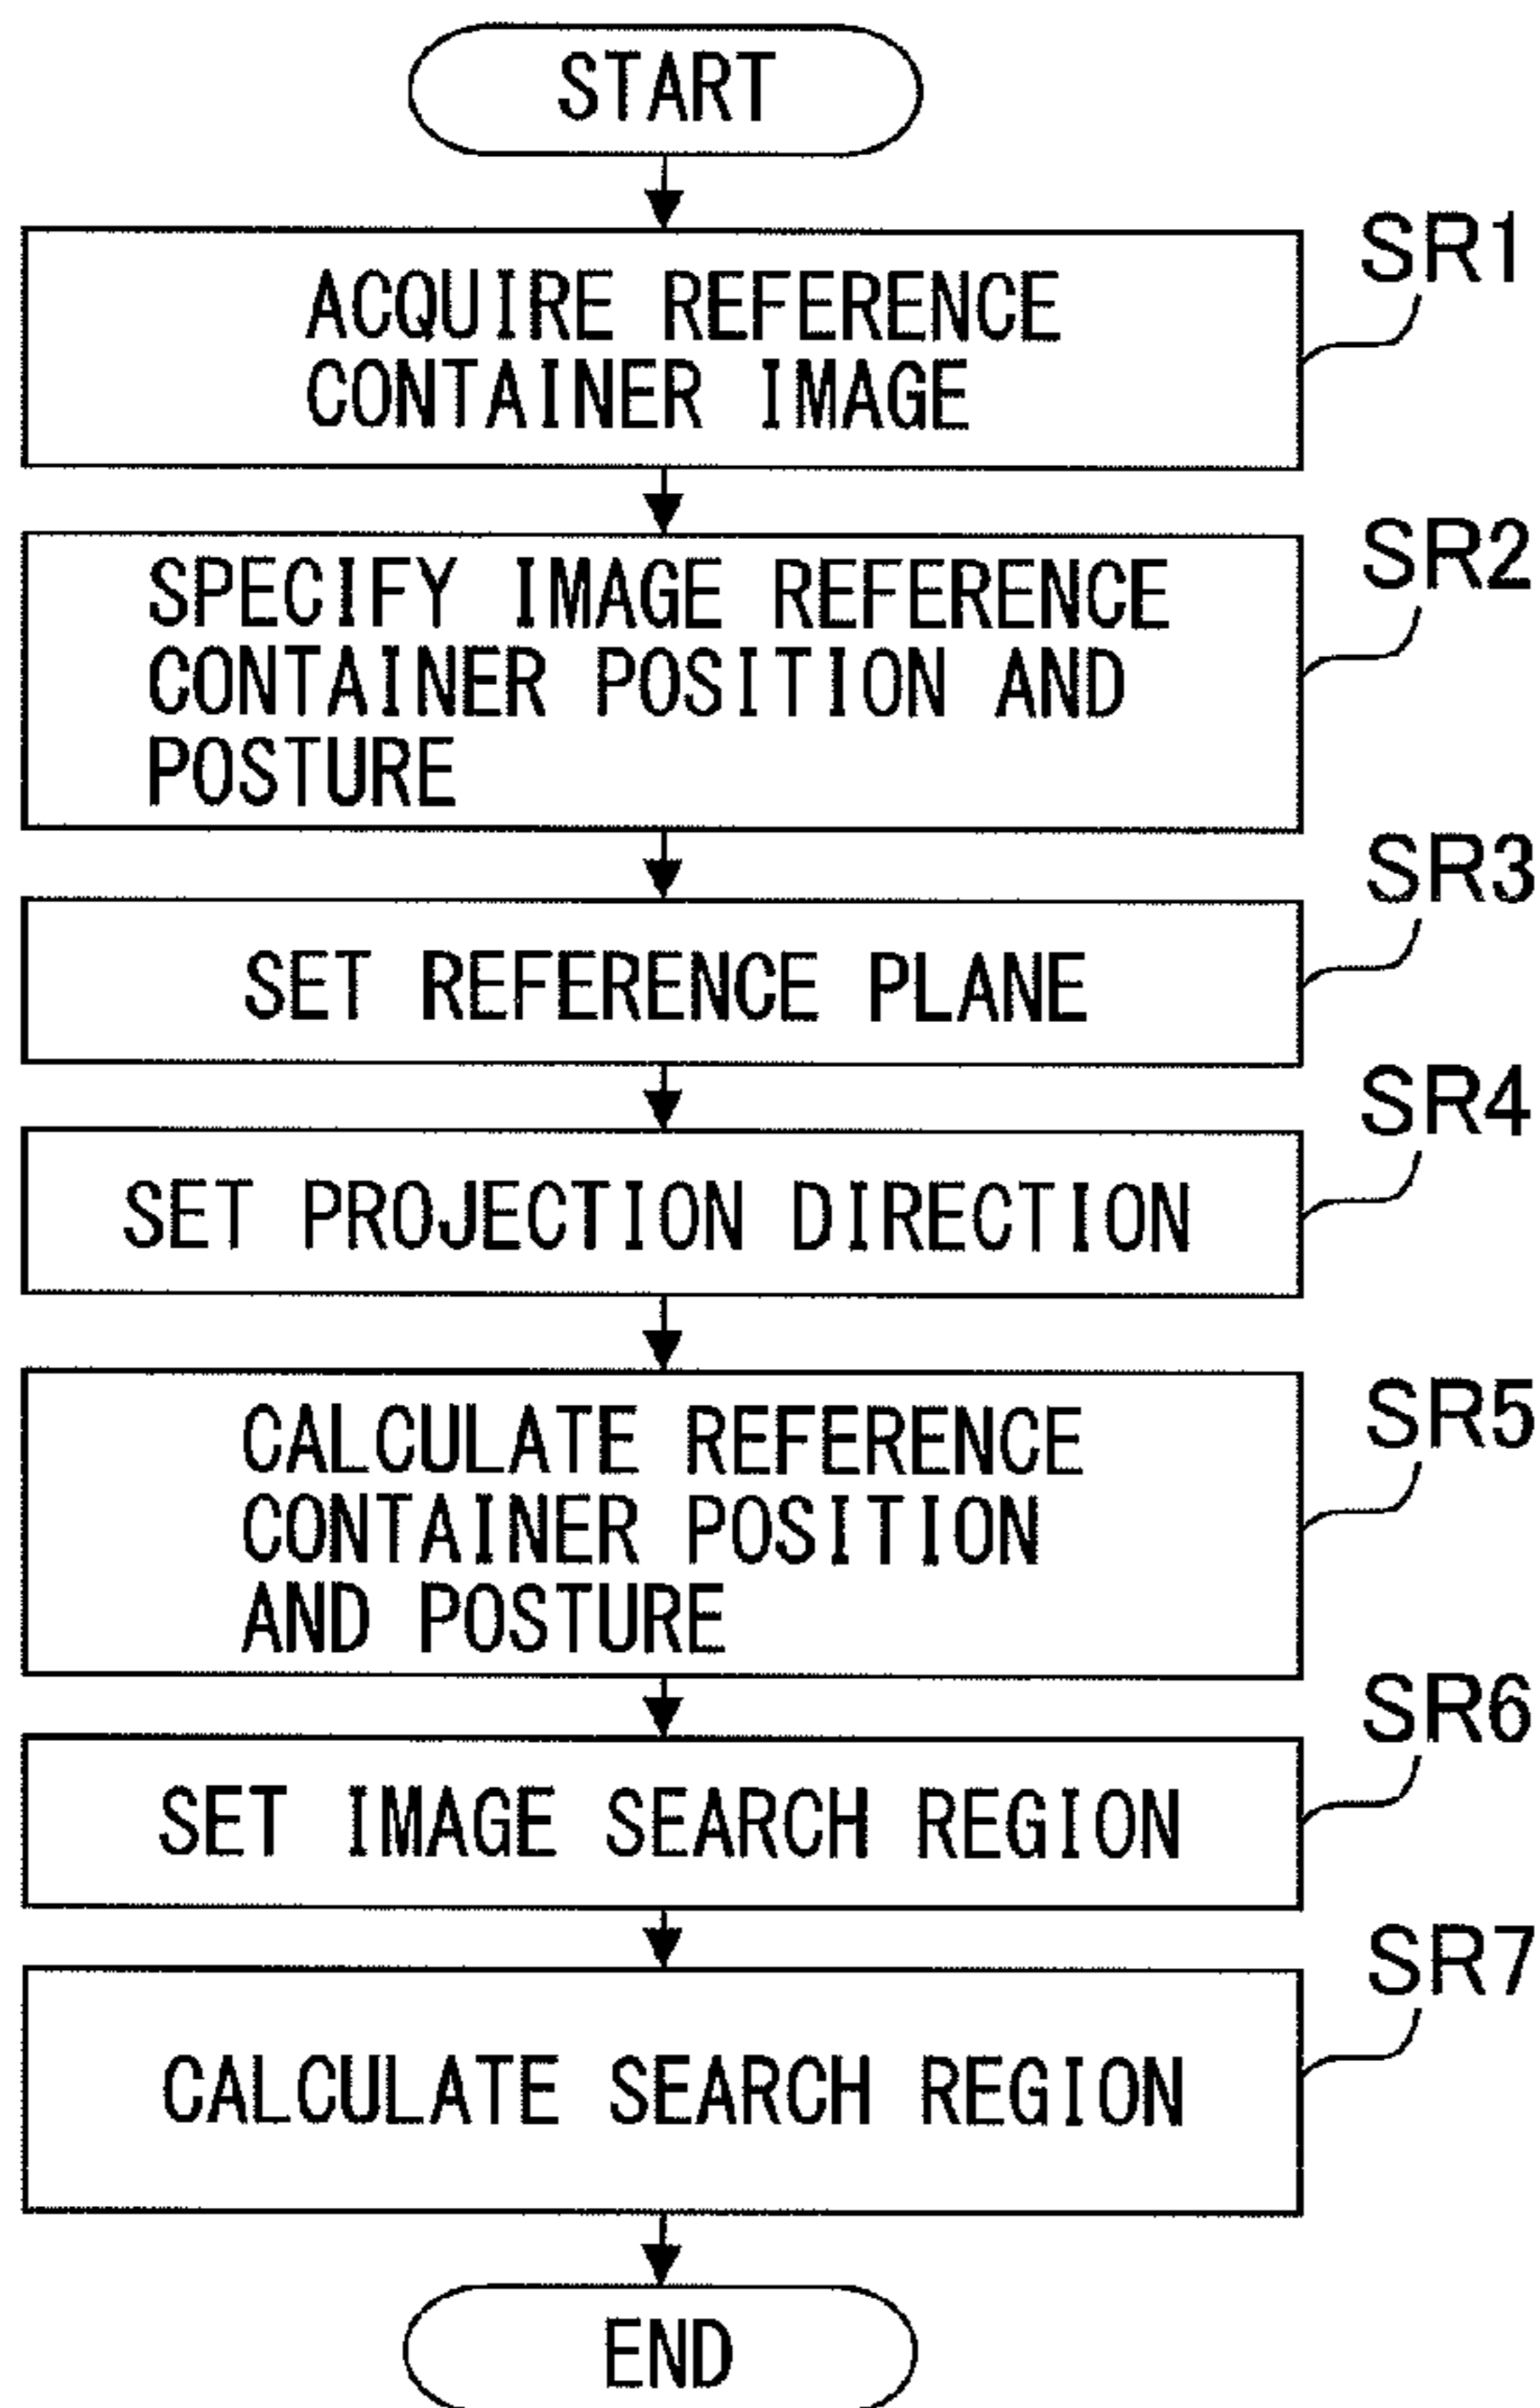 START
SR1
ACQUIRE REFERENCE
CONTAINER IMAGE
SR2
SPECIFY IMAGE REFERENCE
CONTAINER POSITION AND
POSTURE
SR3
SET REFERENCE PLANE
SR4
SET PROJECTION DIRECTION
SR5
CALCULATE REFERENCE
CONTAINER POSITION
AND POSTURE
SR6
SET IMAGE SEARCH REGION
SR7
CALCULATE SEARCH REGION
END